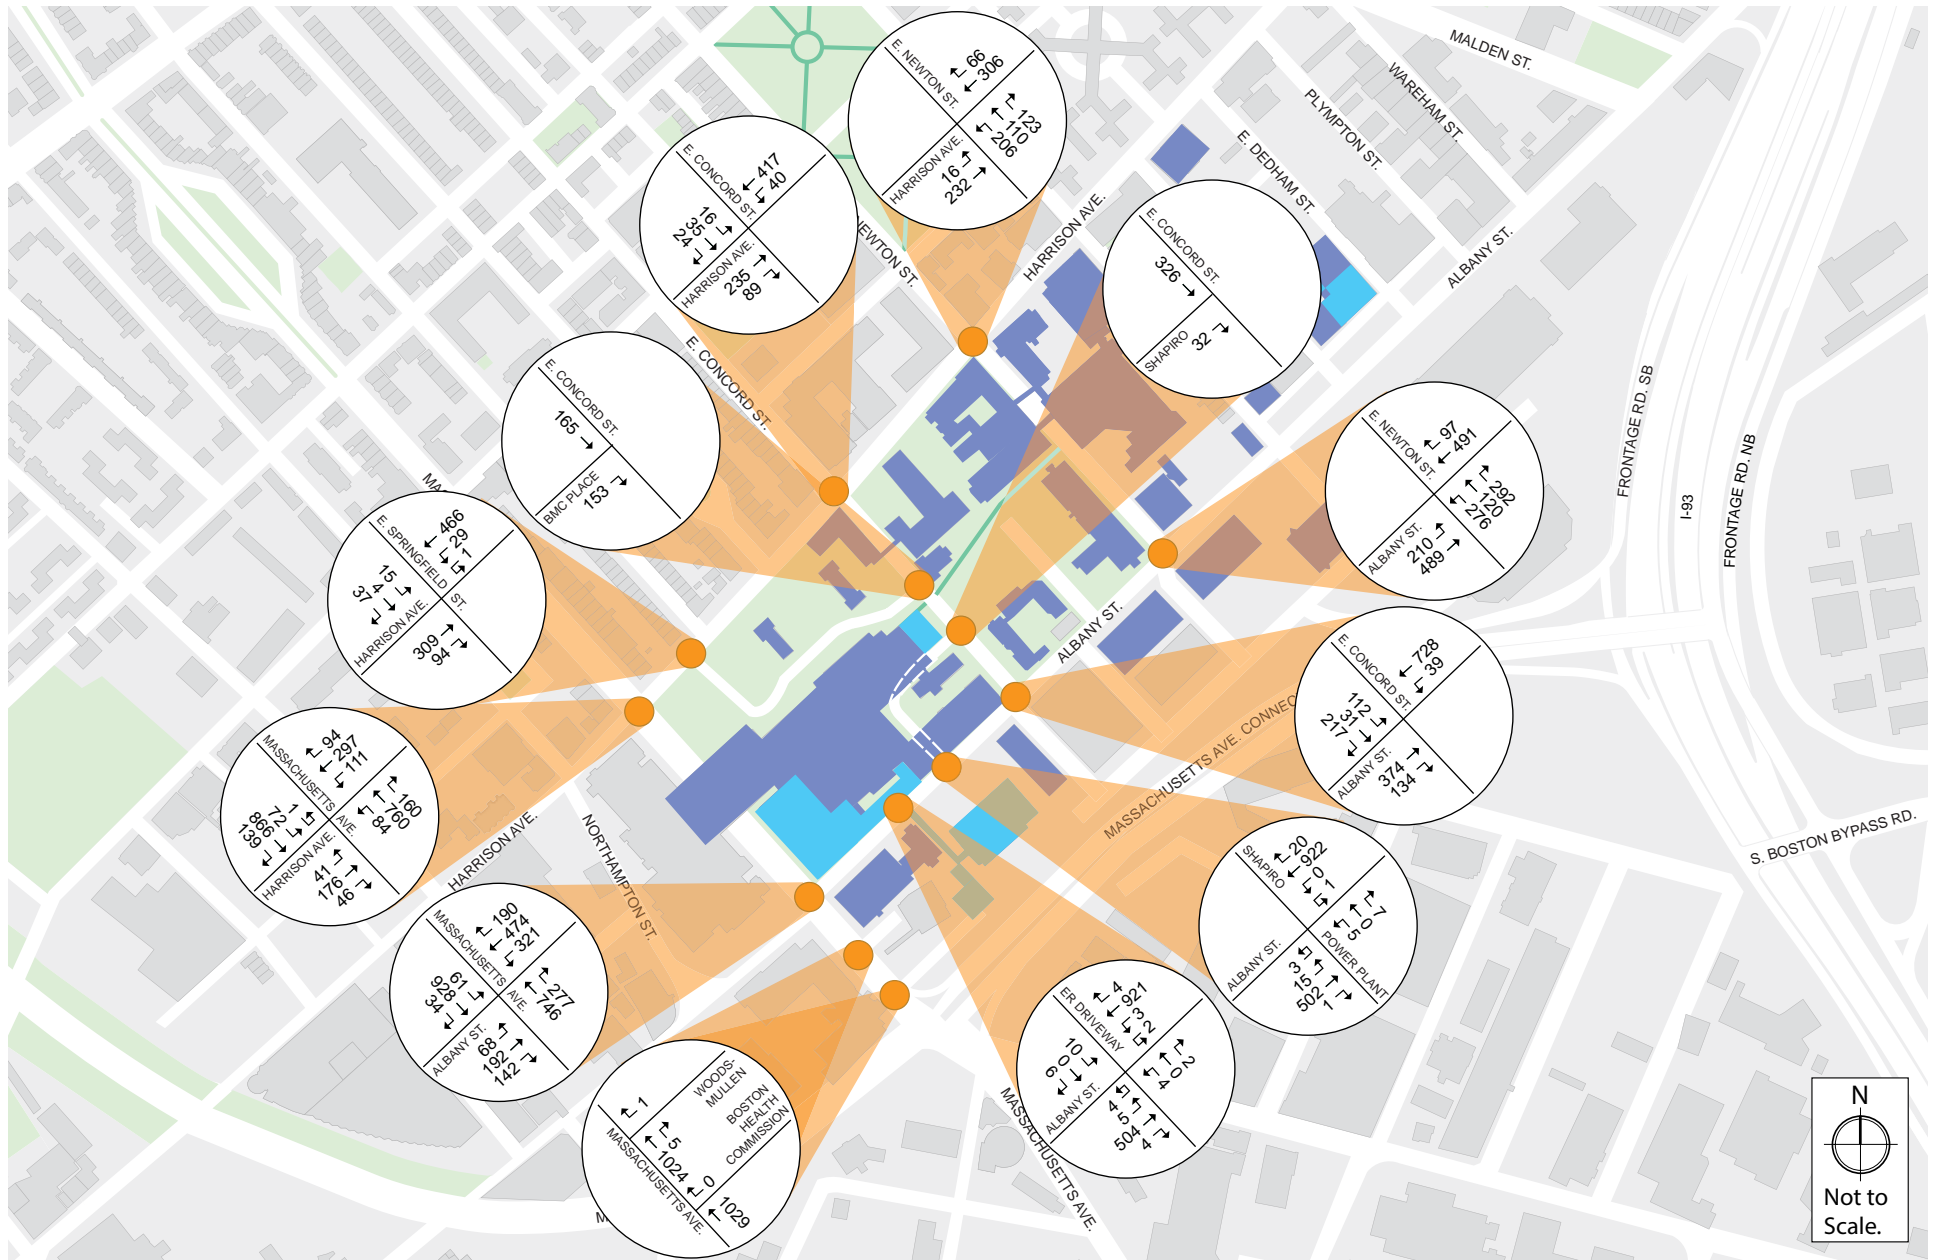 MALDEN ST.
WAREHAM ST.
PLYMPTON ST.
E. DEDHAM ST.
HARRISON AVE.
ALBANY ST.
FRONTAGE RD. SB
I-93
FRONTAGE RD. NB
S. BOSTON BYPASS RD.
NEWTON ST.
E. CONCORD ST.
ALBANY ST.
MASSACHUSETTS AVE. CONNEC
HARRISON AVE.
NORTHAMPTON ST.
MASSACHUSETTS AVE.
MA
M
E. NEWTON ST.
66
306
123
110
206
HARRISON AVE.
16
232
E. CONCORD ST.
417
40
16
35
24
HARRISON AVE.
235
89
E. CONCORD ST.
326
SHAPIRO
32
E. CONCORD ST.
165
BMC PLACE
153
E. NEWTON ST.
97
491
292
120
276
ALBANY ST.
210
489
E. SPRINGFIELD ST.
466
29
1
15
4
37
HARRISON AVE.
309
94
E. CONCORD ST.
728
39
112
31
217
ALBANY ST.
374
134
MASSACHUSETTS AVE.
94
297
111
160
760
84
1
72
866
139
HARRISON AVE.
41
176
46
SHAPIRO
20
922
0
1
7
0
5
POWER PLANT
ALBANY ST.
3
15
502
1
MASSACHUSETTS AVE.
190
474
321
277
746
61
928
34
ALBANY ST.
68
192
142
ER DRIVEWAY
4
921
3
2
2
0
4
10
0
6
ALBANY ST.
4
5
504
4
WOODS-
MULLEN
BOSTON
HEALTH
COMMISSION
1
5
1024
0
1029
MASSACHUSETTS AVE.
N
Not to
Scale.